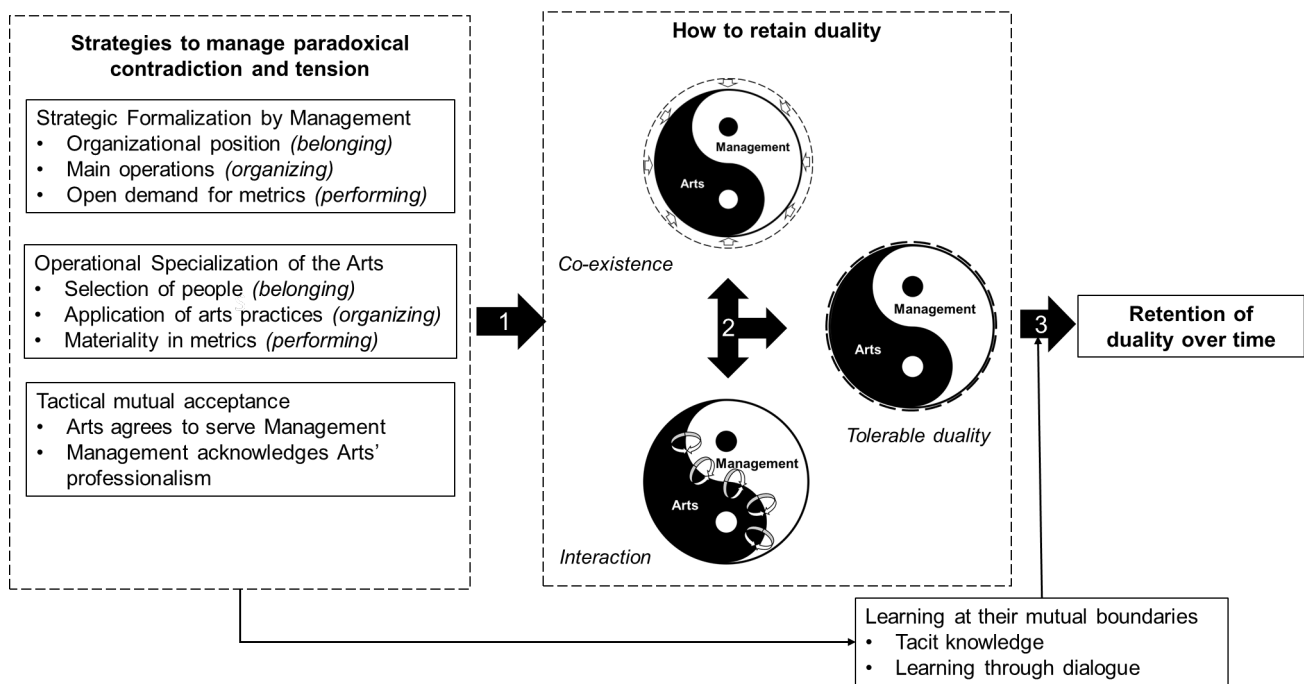 Strategies to manage paradoxical
contradiction and tension
Strategic Formalization by Management
• Organizational position (belonging)
• Main operations (organizing)
• Open demand for metrics (performing)
Operational Specialization of the Arts
• Selection of people (belonging)
• Application of arts practices (organizing)
• Materiality in metrics (performing)
Tactical mutual acceptance
• Arts agrees to serve Management
• Management acknowledges Arts'
professionalism
1
How to retain duality
Management
Arts
Co-existence
2
Management
Arts
Tolerable duality
Management
Arts
Interaction
3
Retention of
duality over time
Learning at their mutual boundaries
• Tacit knowledge
• Learning through dialogue